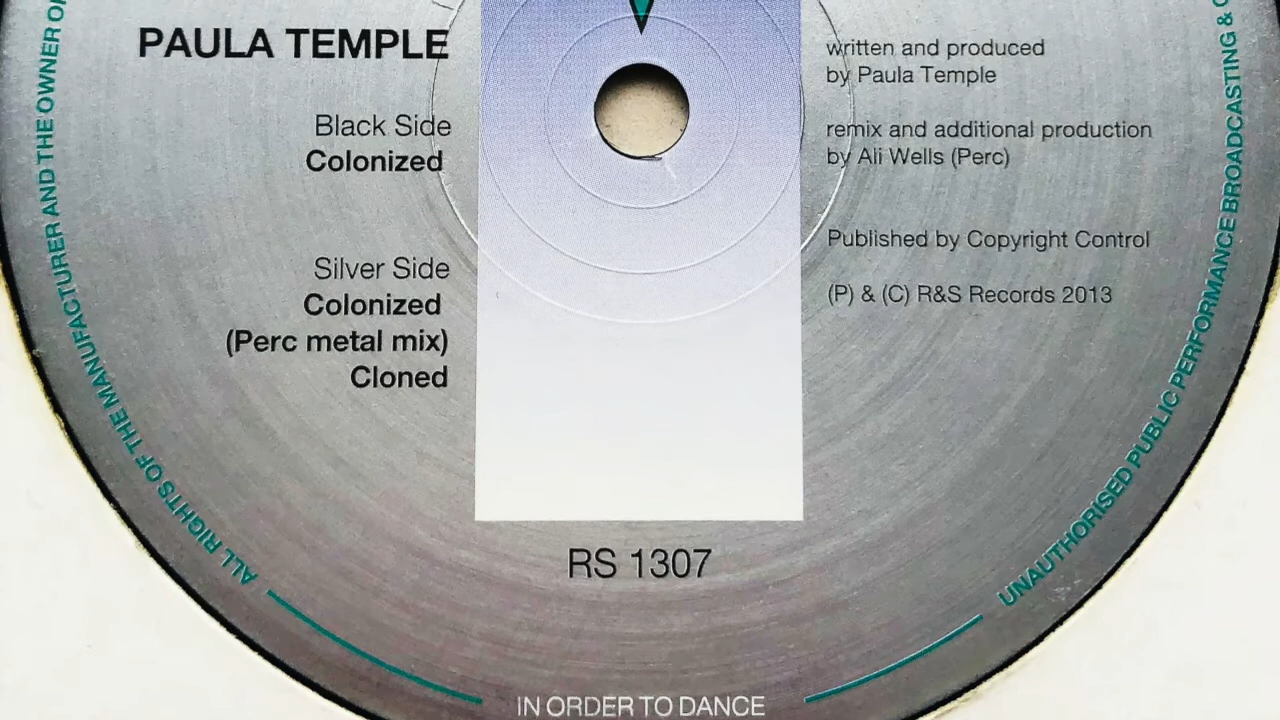 PAULA TEMPLE
Black Side
Colonized
Silver Side
Colonized
(Perc metal mix)
Cloned
written and produced
by Paula Temple
remix and additional production
by Ali Wells (Perc)
Published by Copyright Control
(P) & (C) R&S Records 2013
RS 1307
ALL RIGHTS OF THE MANUFACTURER AND THE OWNER
UNAUTHORISED PUBLIC PERFORMANCE BROADCASTING &
IN ORDER TO DANCE